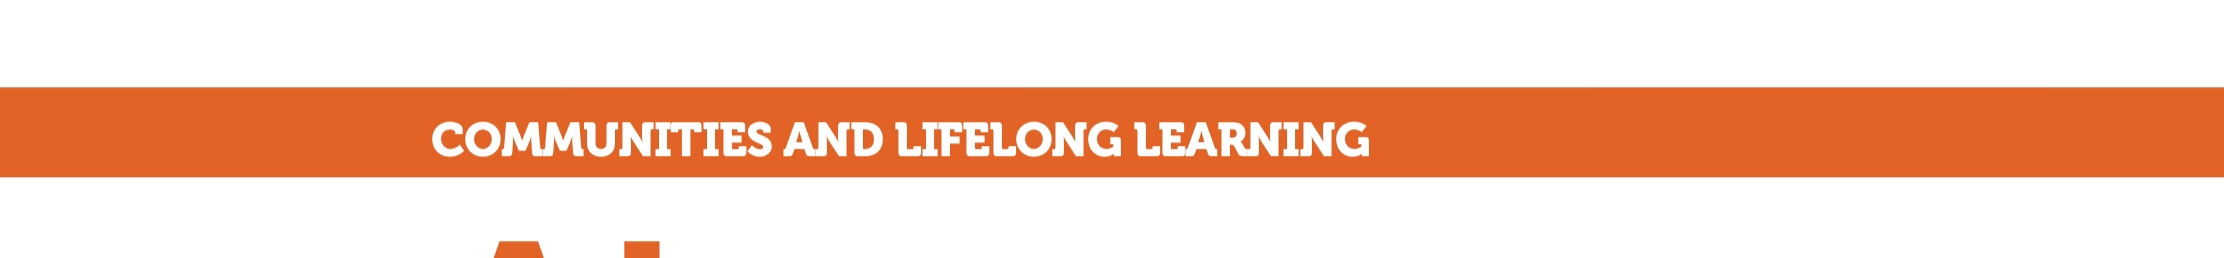 COMMUNITIES AND LIFELONG LEARNING